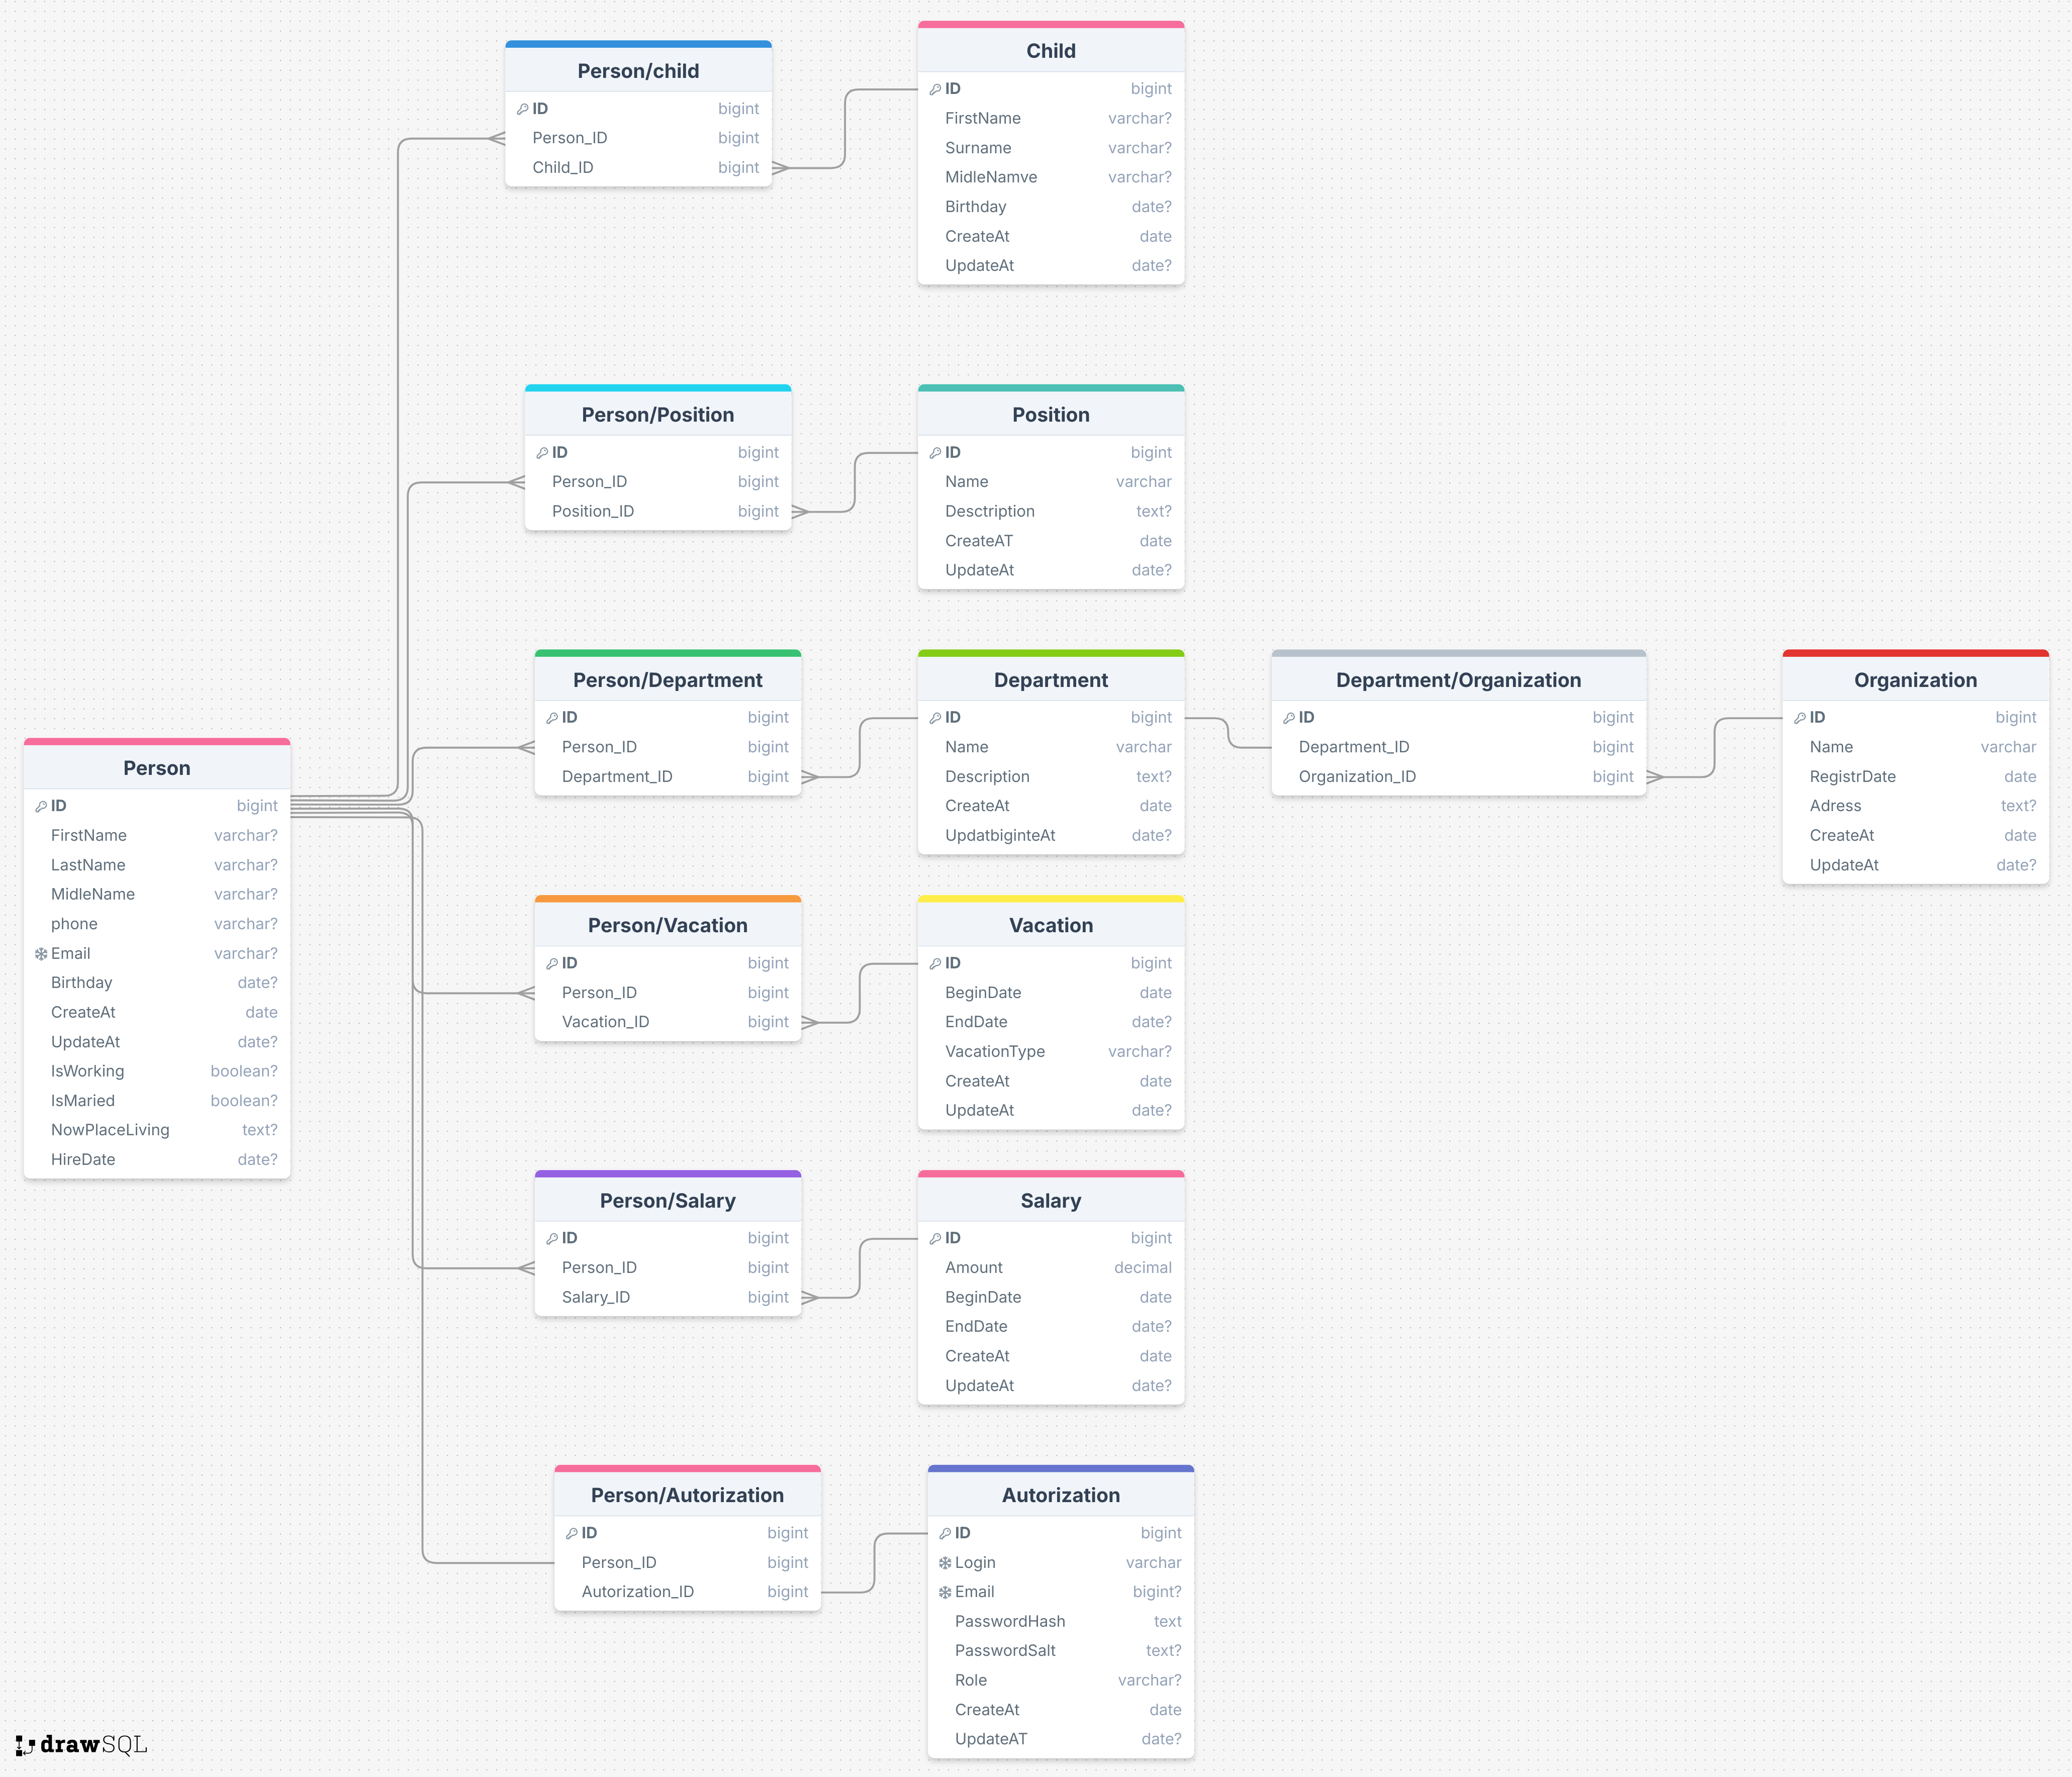 Person/child
ID bigint
Person_ID bigint
Child_ID bigint
Child
ID bigint
FirstName varchar?
Surname varchar?
MidleNamve varchar?
Birthday date?
CreateAt date
UpdateAt date?
Person/Position
ID bigint
Person_ID bigint
Position_ID bigint
Position
ID bigint
Name varchar
Desctription text?
CreateAT date
UpdateAt date?
Person/Department
ID bigint
Person_ID bigint
Department_ID bigint
Department
ID bigint
Name varchar
Description text?
CreateAt date
UpdatbiginteAt date?
Department/Organization
ID bigint
Department_ID bigint
Organization_ID bigint
Organization
ID bigint
Name varchar
RegistrDate date
Adress text?
CreateAt date
UpdateAt date?
Person
ID bigint
FirstName varchar?
LastName varchar?
MidleName varchar?
phone varchar?
Email varchar?
Birthday date?
CreateAt date
UpdateAt date?
IsWorking boolean?
IsMaried boolean?
NowPlaceLiving text?
HireDate date?
Person/Vacation
ID bigint
Person_ID bigint
Vacation_ID bigint
Vacation
ID bigint
BeginDate date
EndDate date?
VacationType varchar?
CreateAt date
UpdateAt date?
Person/Salary
ID bigint
Person_ID bigint
Salary_ID bigint
Salary
ID bigint
Amount decimal
BeginDate date
EndDate date?
CreateAt date
UpdateAt date?
Person/Autorization
ID bigint
Person_ID bigint
Autorization_ID bigint
Autorization
ID bigint
Login varchar
Email bigint?
PasswordHash text
PasswordSalt text?
Role varchar?
CreateAt date
UpdateAT date?
drawSQL